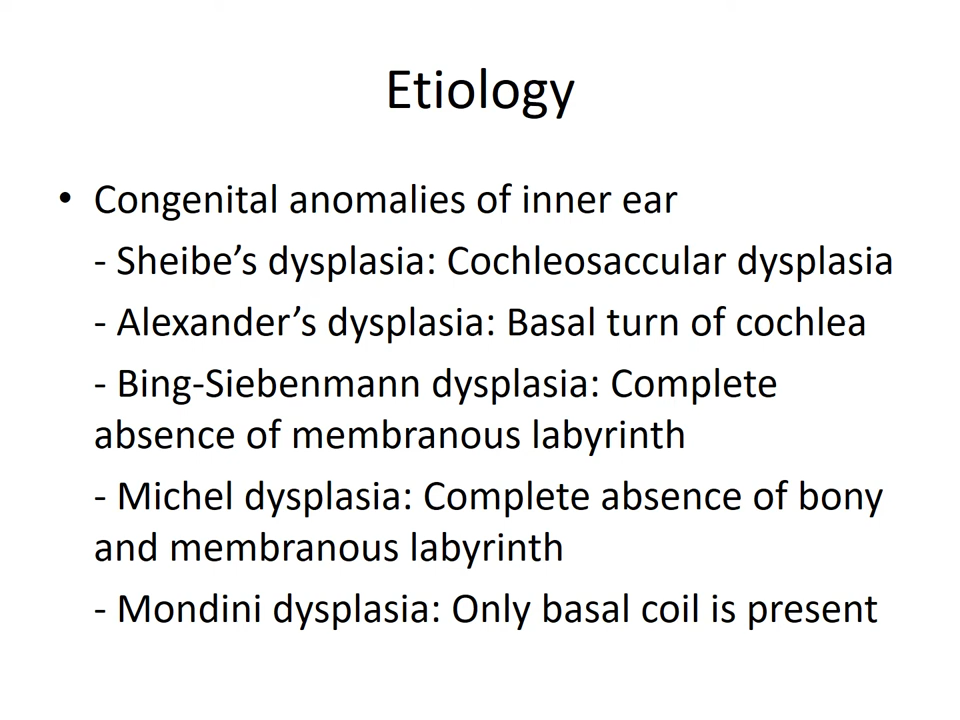 Etiology
• Congenital anomalies of inner ear
- Sheibe’s dysplasia: Cochleosaccular dysplasia
- Alexander’s dysplasia: Basal turn of cochlea
- Bing-Siebenmann dysplasia: Complete
absence of membranous labyrinth
- Michel dysplasia: Complete absence of bony
and membranous labyrinth
- Mondini dysplasia: Only basal coil is present